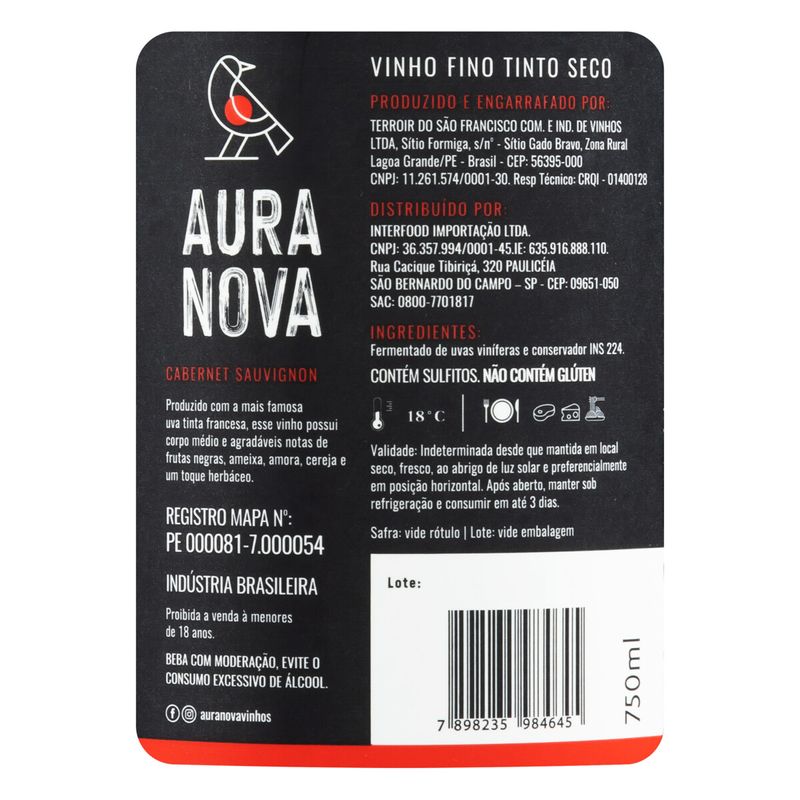 AURA
NOVA
CABERNET SAUVIGNON
Produzido com a mais famosa
uva tinta francesa, esse vinho possui
corpo médio e agradáveis notas de
frutas negras, ameixa, amora, cereja e
um toque herbáceo.
REGISTRO MAPA Nº:
PE 000081-7.000054
INDÚSTRIA BRASILEIRA
Proibida a venda à menores
de 18 anos.
BEBA COM MODERAÇÃO, EVITE O
CONSUMO EXCESSIVO DE ÁLCOOL.
auranovavinhos
VINHO FINO TINTO SECO
PRODUZIDO E ENGARRAFADO POR:
TERROIR DO SÃO FRANCISCO COM. E IND. DE VINHOS
LTDA, Sítio Formiga, s/nº - Sítio Gado Bravo, Zona Rural
Lagoa Grande/PE - Brasil - CEP: 56395-000
CNPJ: 11.261.574/0001-30. Resp Técnico: CRQI - 01400128
DISTRIBUÍDO POR:
INTERFOOD IMPORTAÇÃO LTDA.
CNPJ: 36.357.994/0001-45.IE: 635.916.888.110.
Rua Cacique Tibiriçá, 320 PAULICÉIA
SÃO BERNARDO DO CAMPO – SP - CEP: 09651-050
SAC: 0800-7701817
INGREDIENTES:
Fermentado de uvas viníferas e conservador INS 224.
CONTÉM SULFITOS. NÃO CONTÉM GLÚTEN
18°C
Validade: Indeterminada desde que mantida em local
seco, fresco, ao abrigo de luz solar e preferencialmente
em posição horizontal. Após aberto, manter sob
refrigeração e consumir em até 3 dias.
Safra: vide rótulo | Lote: vide embalagem
Lote:
7 898235 984645
750ml